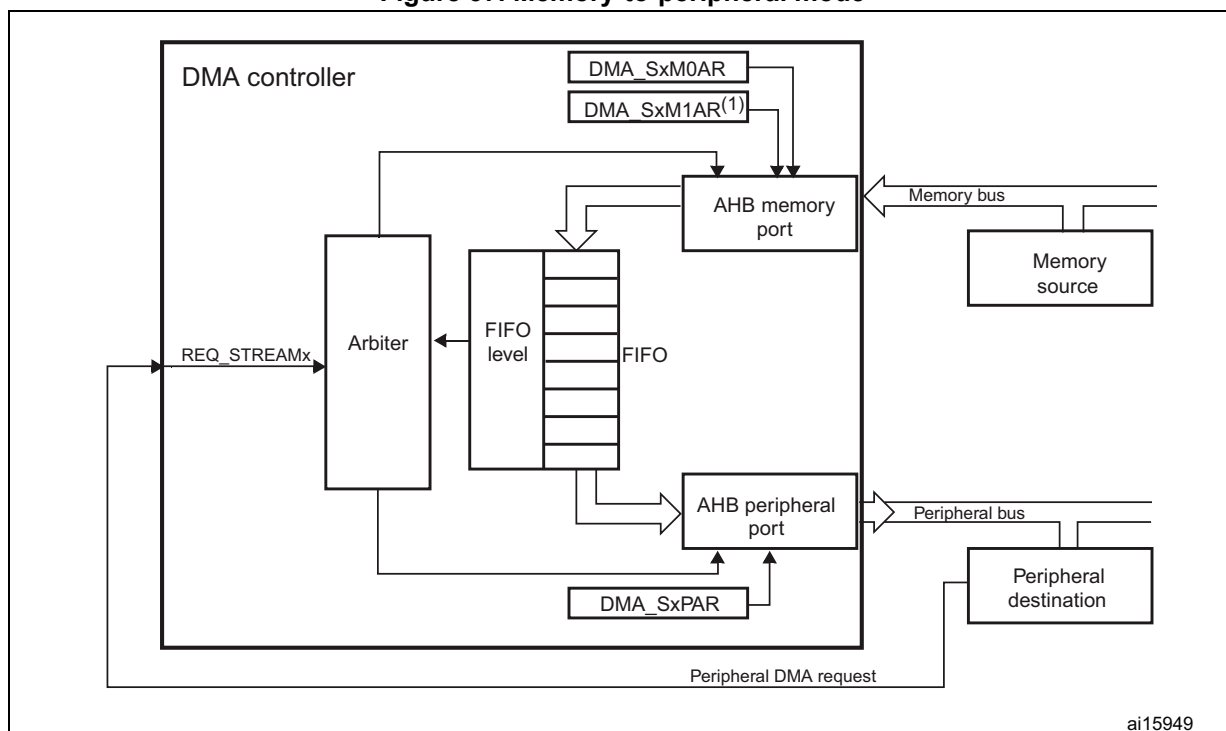 DMA controller
DMA_SxM0AR
DMA_SxM1AR(1)
AHB memory
port
Memory bus
Memory
source
REQ_STREAMx
Arbiter
FIFO
level
FIFO
AHB peripheral
port
Peripheral bus
Peripheral
destination
DMA_SxPAR
Peripheral DMA request
ai15949